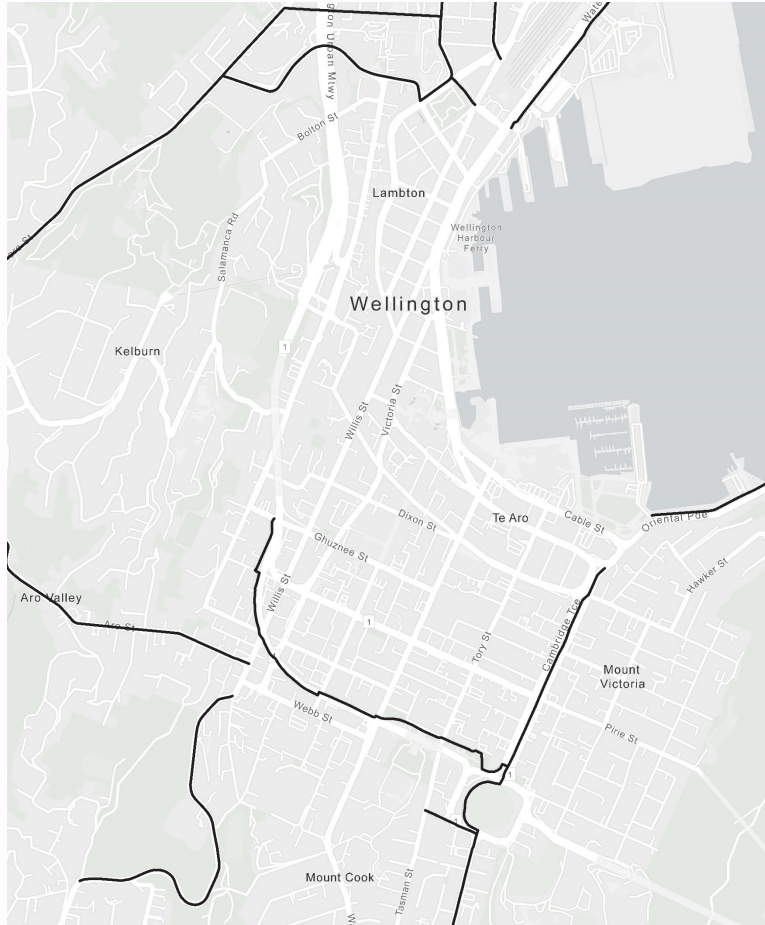 Wate
gton Urban Mtwy
Bolton St
Lambton
Salamanca Rd
Wellington
Harbour
Ferry
Wellington
1
Kelburn
Willis St
Victoria St
Dixon St
Te Aro
Cable St
Oriental Pde
Ghuznee St
Hawker St
Willis St
Aro Valley
Aro St
1
Tory St
Cambridge Tce
Mount
Victoria
Webb St
Pirie St
1
1
Mount Cook
Tasman St